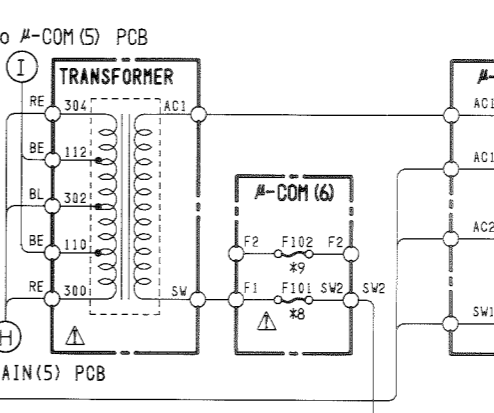 o μ-COM (5) PCB
I
TRANSFORMER
RE 304 AC1
BE 112
BL 302
BE 110
RE 300 SW
H
AIN(5) PCB
μ-COM (6)
F2 F102 F2
*9
F1 F101 SW2 SW2
*8
μ-
AC1
AC1
AC2
SW1